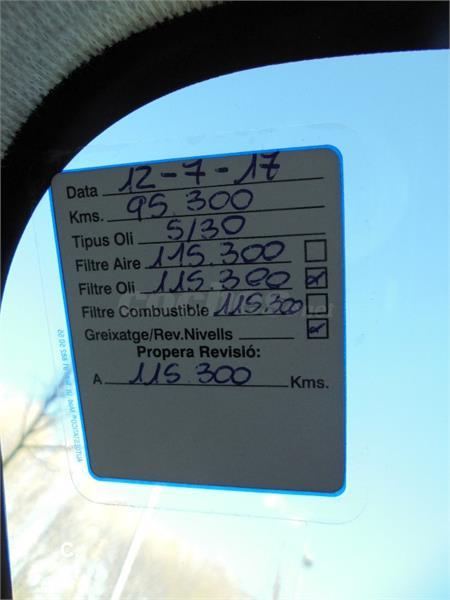 Data 12-7-17
Kms. 95.300
Tipus Oli 5/30
Filtre Aire 115.300
Filtre Oli 115.300
Filtre Combustible 115.300
Greixatge/Rev.Nivells
Propera Revisió:
A 115.300 Kms.